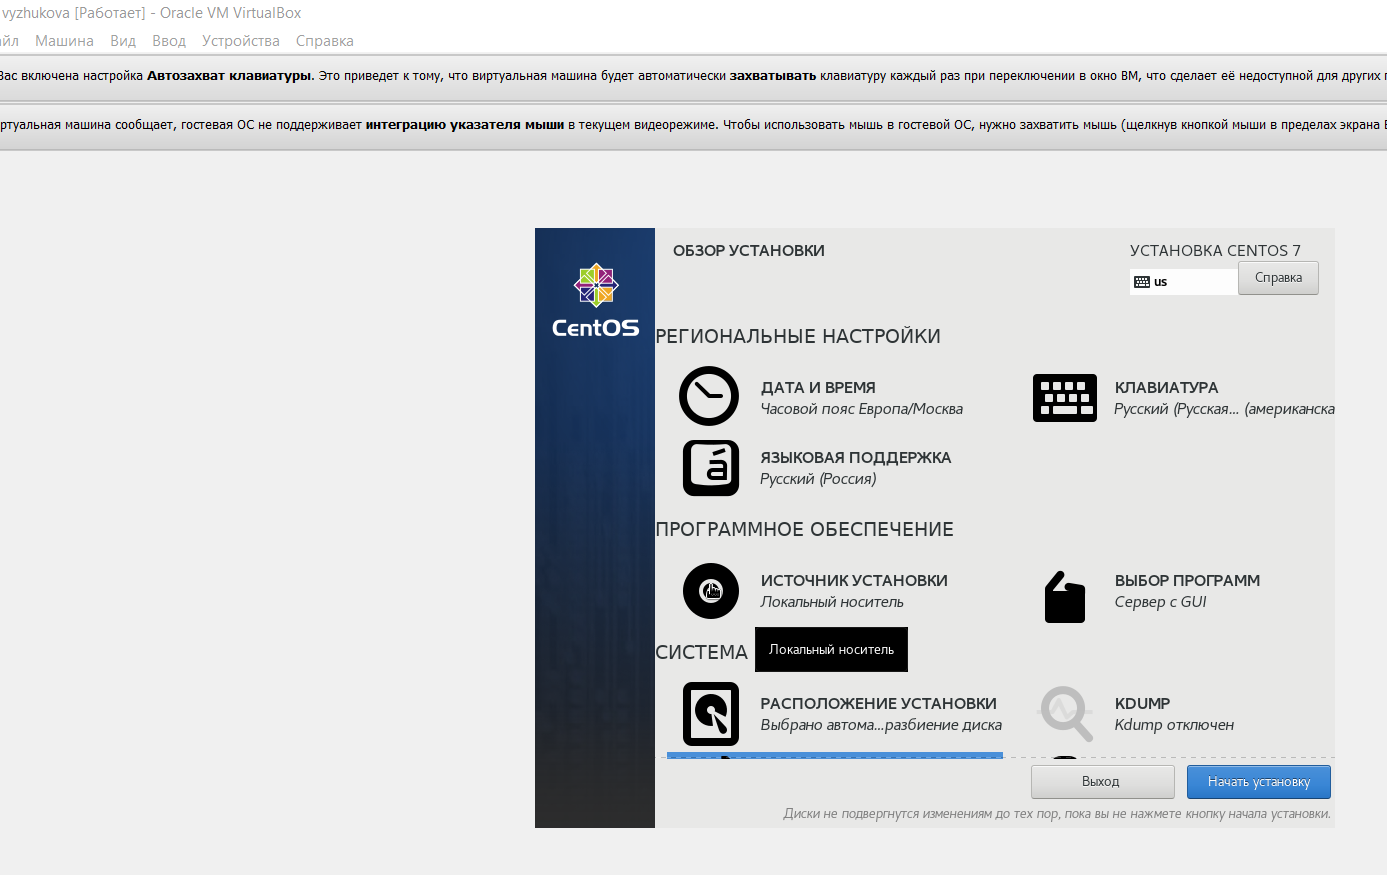 vyzhukova [Работает] - Oracle VM VirtualBox
йл Машина Вид Ввод Устройства Справка
Вас включена настройка Автозахват клавиатуры. Это приведет к тому, что виртуальная машина будет автоматически захватывать клавиатуру каждый раз при переключении в окно ВМ, что сделает её недоступной для других
ртуальная машина сообщает, гостевая ОС не поддерживает интеграцию указателя мыши в текущем видеорежиме. Чтобы использовать мышь в гостевой ОС, нужно захватить мышь (щелкнув кнопкой мыши в пределах экрана
CentOS
ОБЗОР УСТАНОВКИ
УСТАНОВКА CENTOS 7
us
Справка
РЕГИОНАЛЬНЫЕ НАСТРОЙКИ
ДАТА И ВРЕМЯ
Часовой пояс Европа/Москва
КЛАВИАТУРА
Русский (Русская... (американска
á
ЯЗЫКОВАЯ ПОДДЕРЖКА
Русский (Россия)
ПРОГРАММНОЕ ОБЕСПЕЧЕНИЕ
ИСТОЧНИК УСТАНОВКИ
Локальный носитель
ВЫБОР ПРОГРАММ
Сервер с GUI
СИСТЕМА
Локальный носитель
РАСПОЛОЖЕНИЕ УСТАНОВКИ
Выбрано автома...разбиение диска
KDUMP
Kdump отключен
Выход
Начать установку
Диски не подвергнутся изменениям до тех пор, пока вы не нажмете кнопку начала установки.